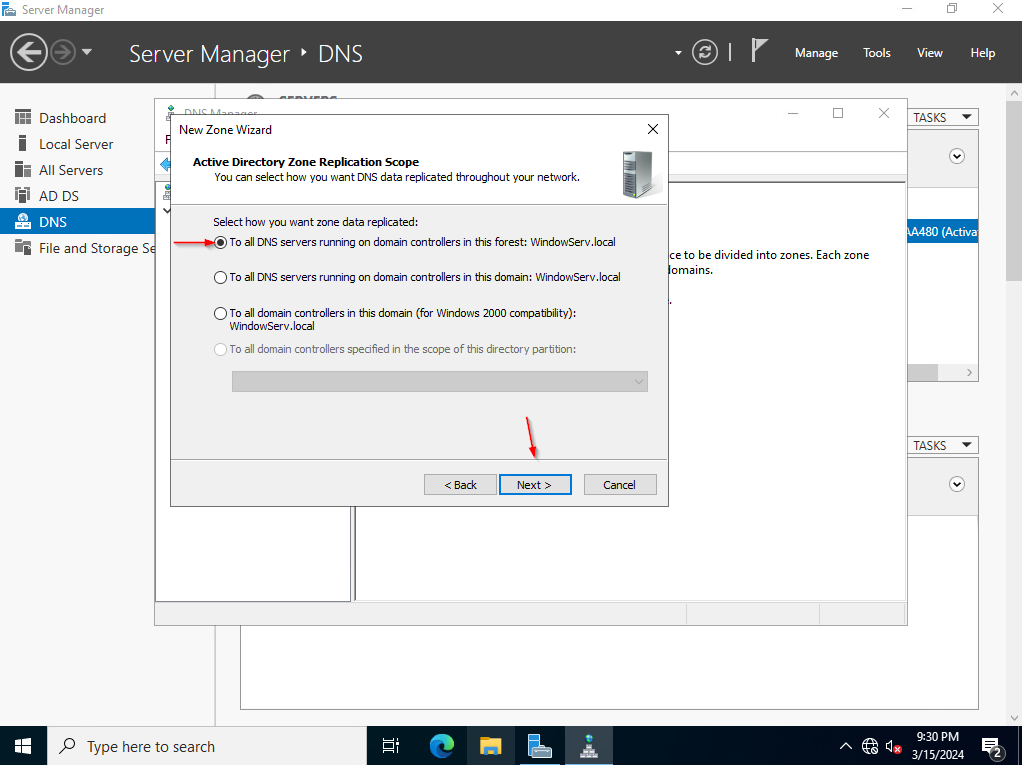 Server Manager
Server Manager ‣ DNS
Manage
Tools
View
Help
Dashboard
Local Server
All Servers
AD DS
DNS
File and Storage Se
DNS Manager
TASKS
New Zone Wizard
Active Directory Zone Replication Scope
You can select how you want DNS data replicated throughout your network.
Select how you want zone data replicated:
To all DNS servers running on domain controllers in this forest: WindowServ.local
To all DNS servers running on domain controllers in this domain: WindowServ.local
To all domain controllers in this domain (for Windows 2000 compatibility):
WindowServ.local
To all domain controllers specified in the scope of this directory partition:
< Back
Next >
Cancel
AA480 (Activa
ce to be divided into zones. Each zone
domains.
TASKS
Type here to search
9:30 PM
3/15/2024
2